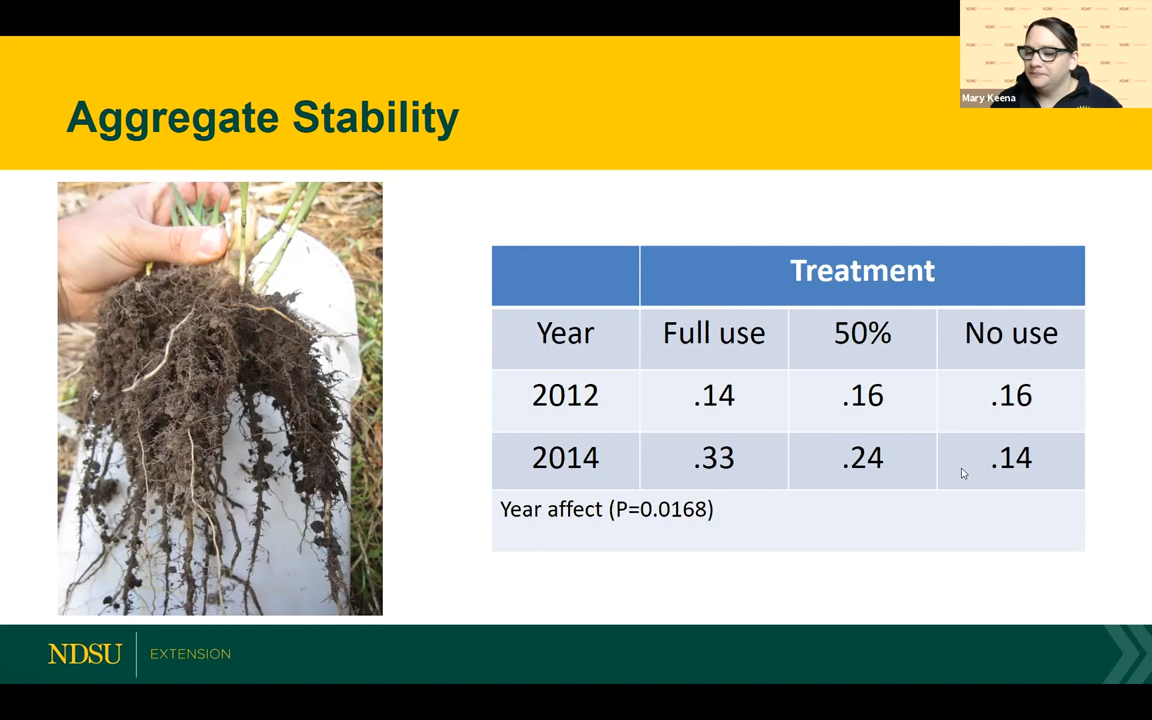 Aggregate Stability
Mary Keena
Treatment
Year Full use 50% No use
2012 .14 .16 .16
2014 .33 .24 .14
Year affect (P=0.0168)
NDSU EXTENSION